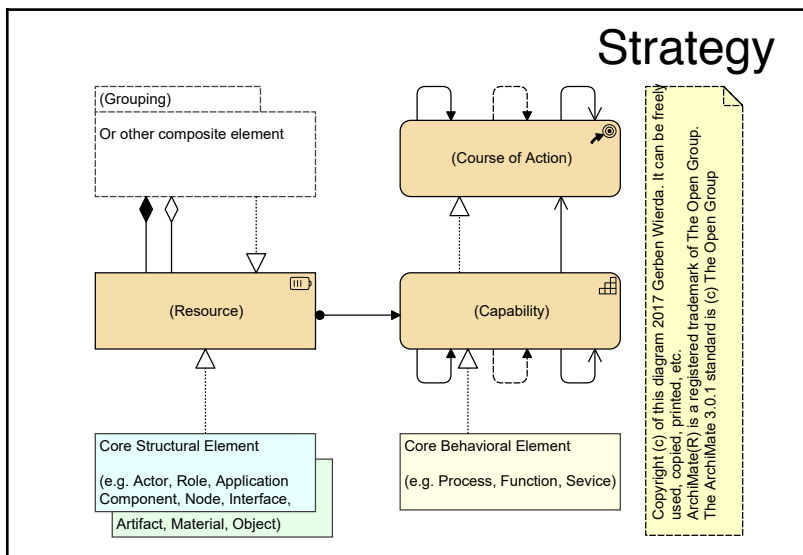 Strategy
(Grouping)
Or other composite element
(Course of Action)
(Resource)
(Capability)
Core Structural Element
(e.g. Actor, Role, Application
Component, Node, Interface,
Artifact, Material, Object)
Core Behavioral Element
(e.g. Process, Function, Sevice)
Copyright (c) of this diagram 2017 Gerben Wierda. It can be freely
used, copied, printed, etc.
ArchiMate(R) is a registered trademark of The Open Group.
The ArchiMate 3.0.1 standard is (c) The Open Group